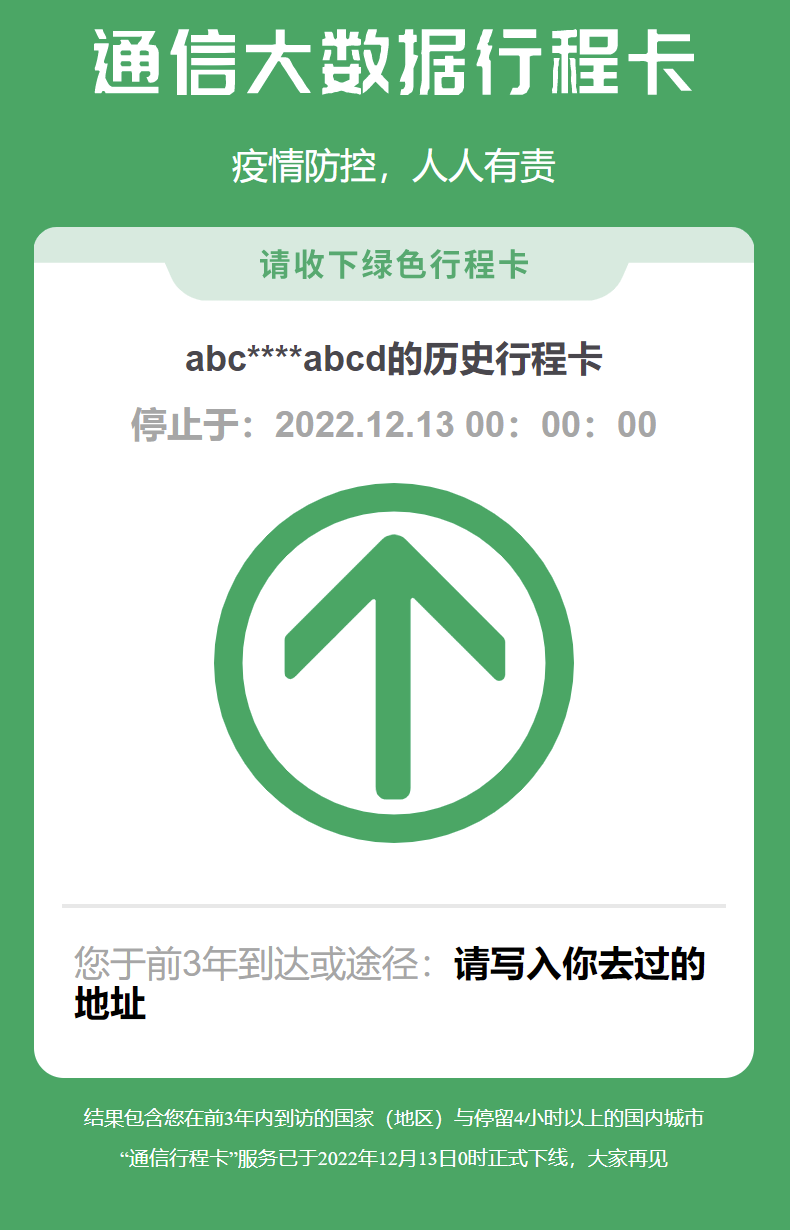 通信大数据行程卡
疫情防控，人人有责
请收下绿色行程卡
abc****abcd的历史行程卡
停止于：2022.12.13 00：00：00
您于前3年到达或途径：请写入你去过的
地址
结果包含您在前3年内到访的国家（地区）与停留4小时以上的国内城市
“通信行程卡”服务已于2022年12月13日0时正式下线，大家再见